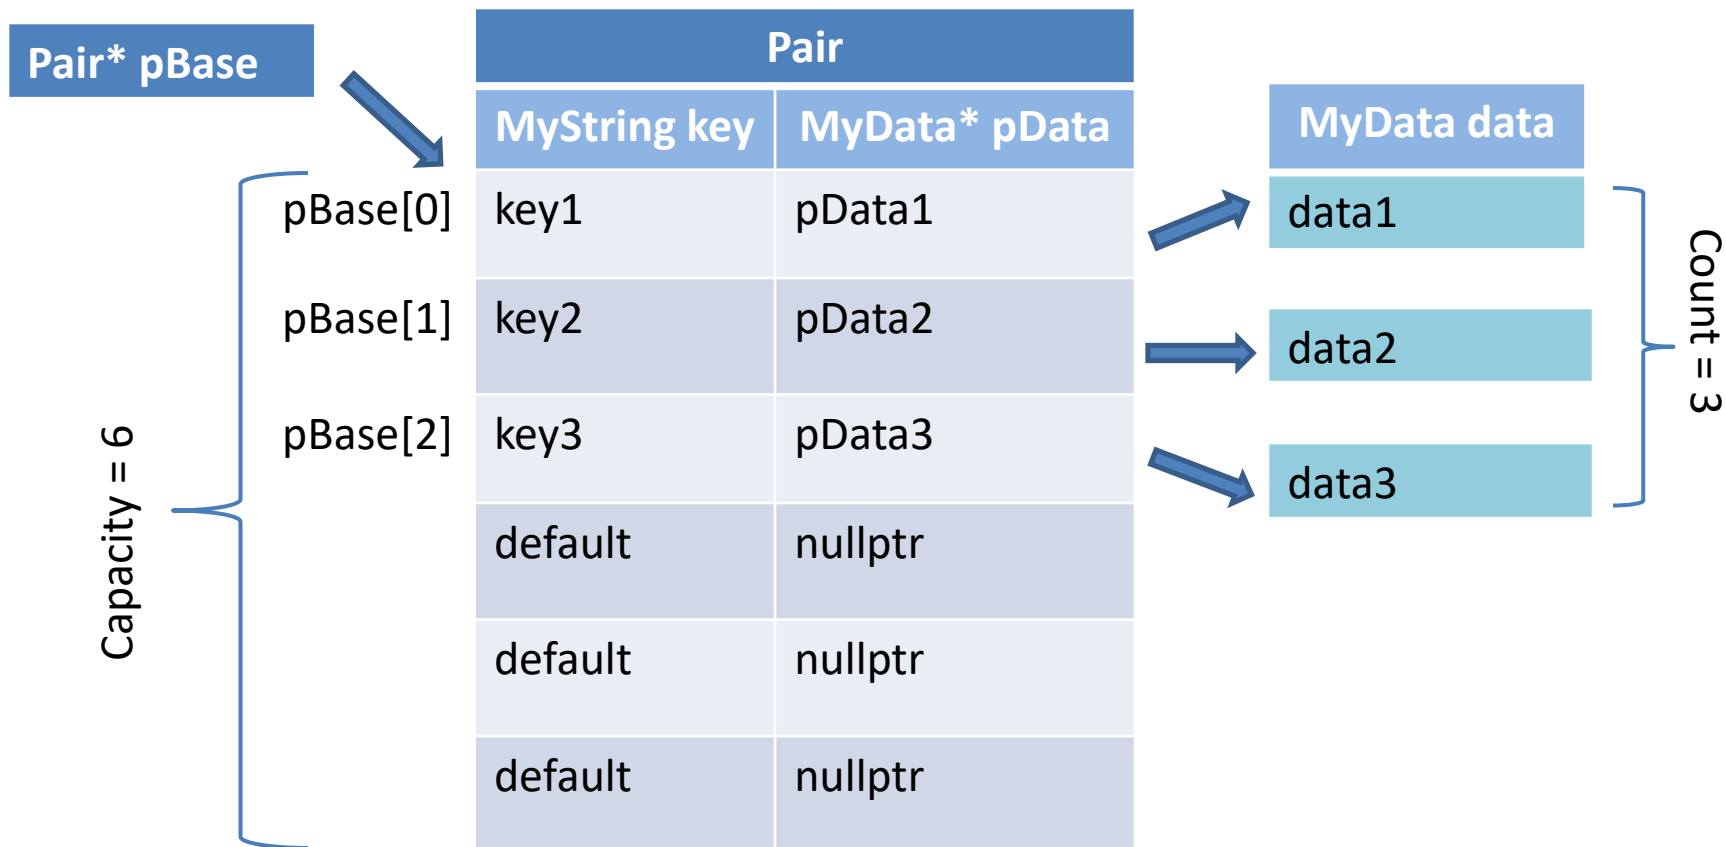 Pair* pBase
Pair
MyString key MyData* pData
MyData data
pBase[0] key1 pData1 data1
pBase[1] key2 pData2 data2
pBase[2] key3 pData3 data3
default nullptr
default nullptr
default nullptr
Capacity = 6
Count = 3